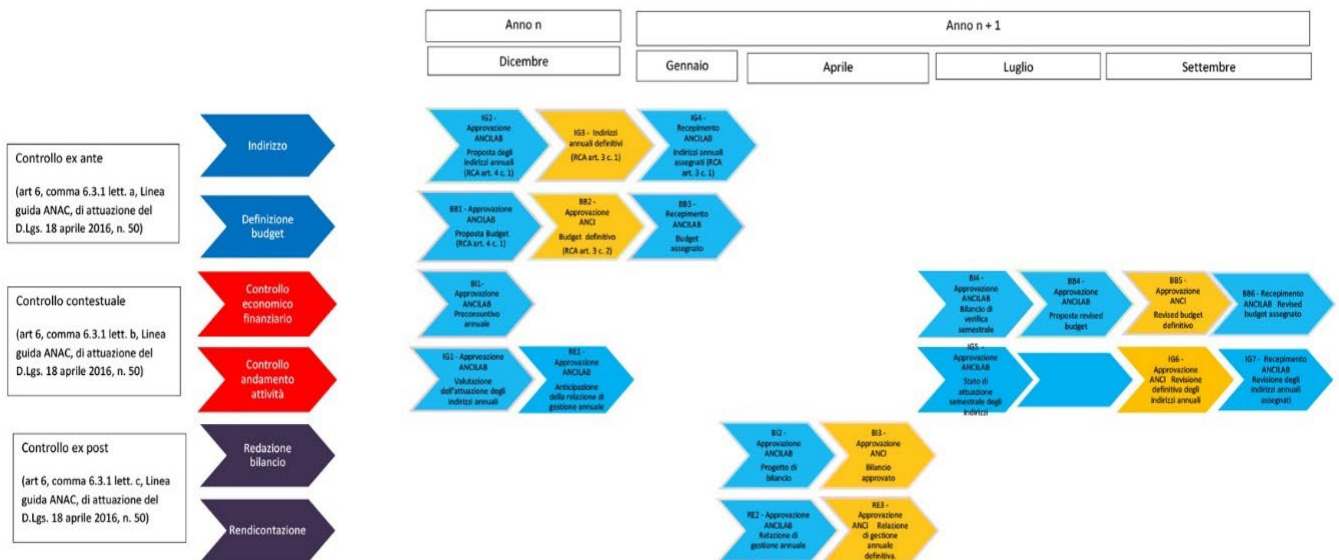 Anno n
Anno n + 1
Dicembre
Gennaio
Aprile
Luglio
Settembre
Controllo ex ante
(art 6, comma 6.3.1 lett. a, Linea
guida ANAC, di attuazione del
D.Lgs. 18 aprile 2016, n. 50)
Indirizzo
IG2 -
Approvazione
ANCILAB
Proposta degli
indirizzi annuali
(RCA art. 4 c. 1)
IG3 - Indirizzi
annuali definitivi
(RCA art. 3 c. 1)
IG4 -
Recepimento
ANCILAB
Indirizzi annuali
assegnati (RCA
art. 3 c. 1)
Definizione
budget
BB1 - Approvazione
ANCILAB
Proposta Budget
(RCA art. 4 c. 1)
BB2 -
Approvazione
ANCI
Budget definitivo
(RCA art. 3 c. 2)
BB3 -
Recepimento
ANCILAB
Budget
assegnato
Controllo contestuale
(art 6, comma 6.3.1 lett. b, Linea
guida ANAC, di attuazione del
D.Lgs. 18 aprile 2016, n. 50)
Controllo
economico
finanziario
BI1-
Approvazione
ANCILAB
Preconsuntivo
annuale
BI4 -
Approvazione
ANCILAB
Bilancio di
verifica
semestrale
BB4 -
Approvazione
ANCILAB
Proposta revised
budget
BB5 -
Approvazione
ANCI
Revised budget
definitivo
BB6 - Recepimento
ANCILAB Revised
budget assegnato
Controllo
andamento
attività
IG1 - Approvazione
ANCILAB
Valutazione
dell'attuazione degli
indirizzi annuali
RE1 -
Approvazione
ANCILAB
Anticipazione
della relazione di
gestione annuale
IG5 -
Approvazione
ANCILAB
Stato di
attuazione
semestrale degli
indirizzi
IG6 -
Approvazione
ANCI Revisione
definitiva degli
indirizzi annuali
IG7 - Recepimento
ANCILAB
Revisione degli
indirizzi annuali
assegnati
Controllo ex post
(art 6, comma 6.3.1 lett. c, Linea
guida ANAC, di attuazione del
D.Lgs. 18 aprile 2016, n. 50)
Redazione
bilancio
BI2 -
Approvazione
ANCILAB
Progetto di
bilancio
BI3 -
Approvazione
ANCI
Bilancio
approvato
Rendicontazione
RE2 - Approvazione
ANCILAB
Relazione di
gestione annuale
RE3 -
Approvazione
ANCI Relazione
di gestione
annuale
definitiva.